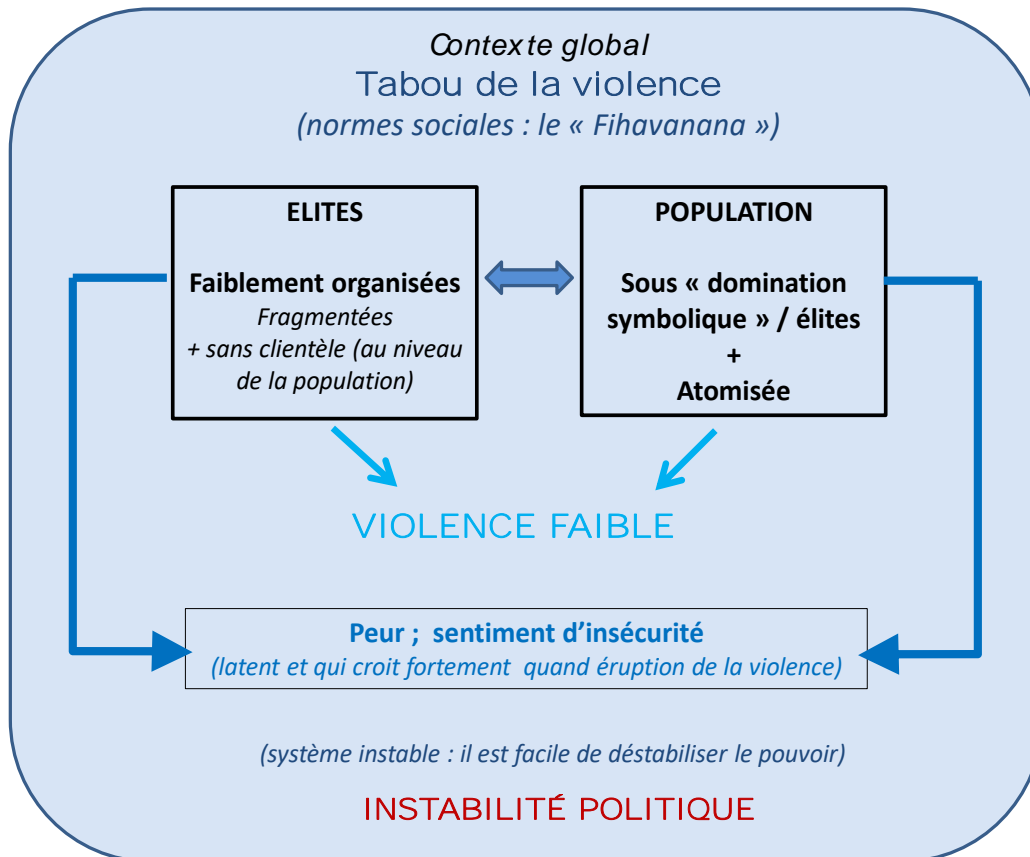 Contexte global
Tabou de la violence
(normes sociales : le « Fihavanana »)
ELITES
Faiblement organisées
Fragmentées
+ sans clientèle (au niveau
de la population)
POPULATION
Sous « domination
symbolique » / élites
+
Atomisée
VIOLENCE FAIBLE
Peur ; sentiment d’insécurité
(latent et qui croit fortement quand éruption de la violence)
(système instable : il est facile de déstabiliser le pouvoir)
INSTABILITÉ POLITIQUE